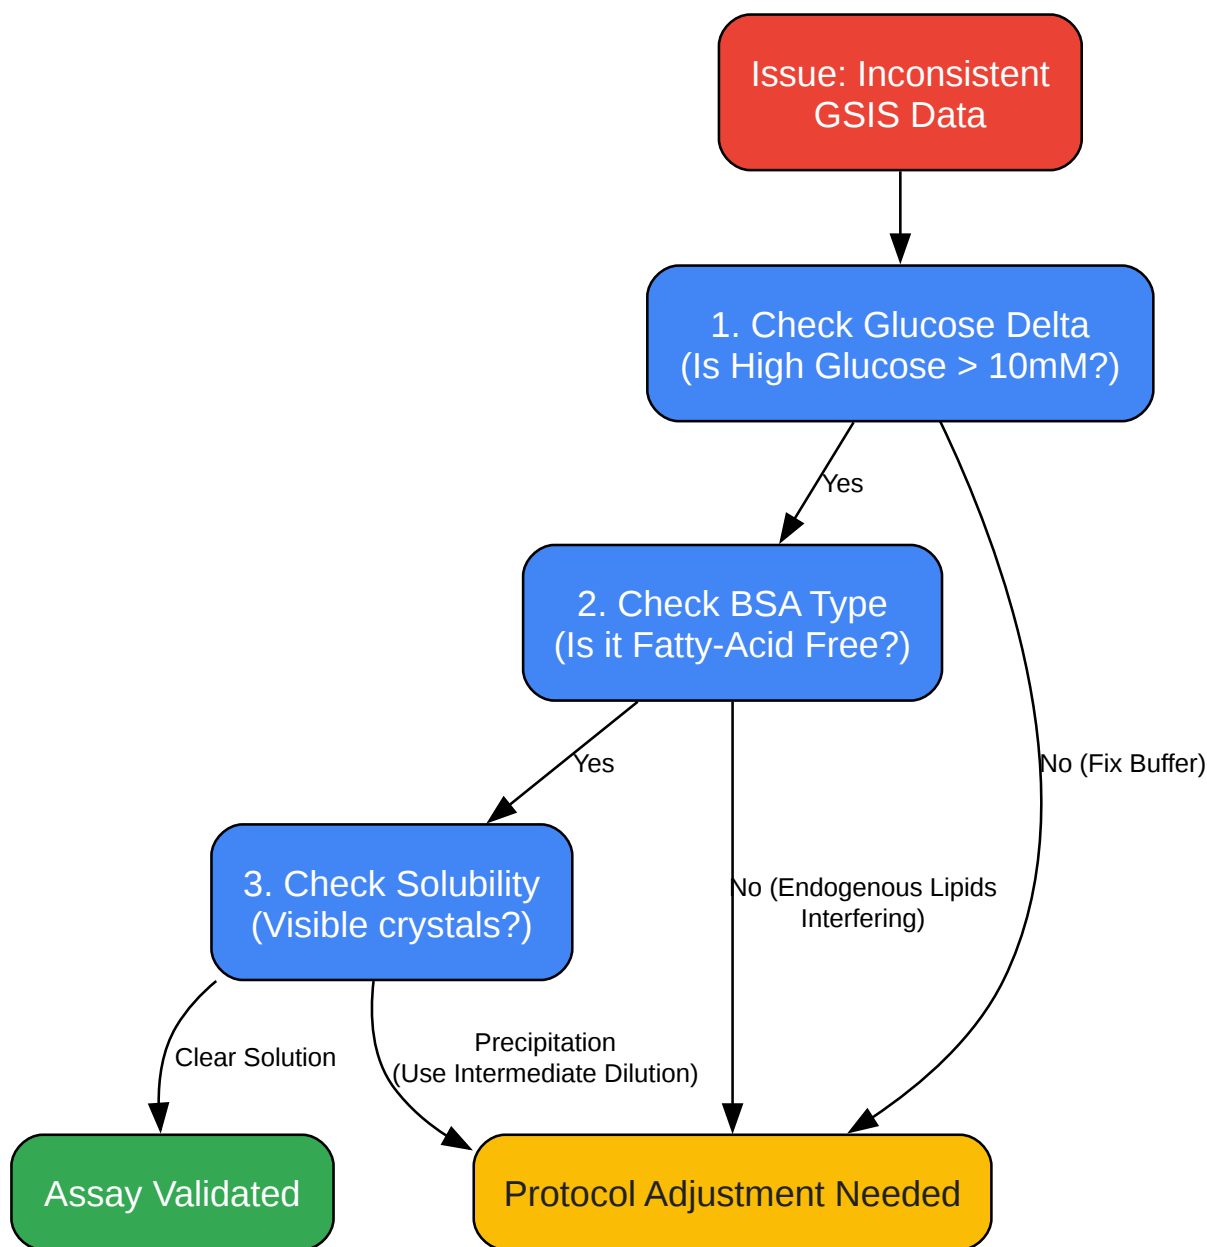 Issue: Inconsistent
GSIS Data
1. Check Glucose Delta
(Is High Glucose > 10mM?)
Yes
2. Check BSA Type
(Is it Fatty-Acid Free?)
Yes
No (Fix Buffer)
3. Check Solubility
(Visible crystals?)
No (Endogenous Lipids
Interfering)
Clear Solution
Precipitation
(Use Intermediate Dilution)
Assay Validated
Protocol Adjustment Needed